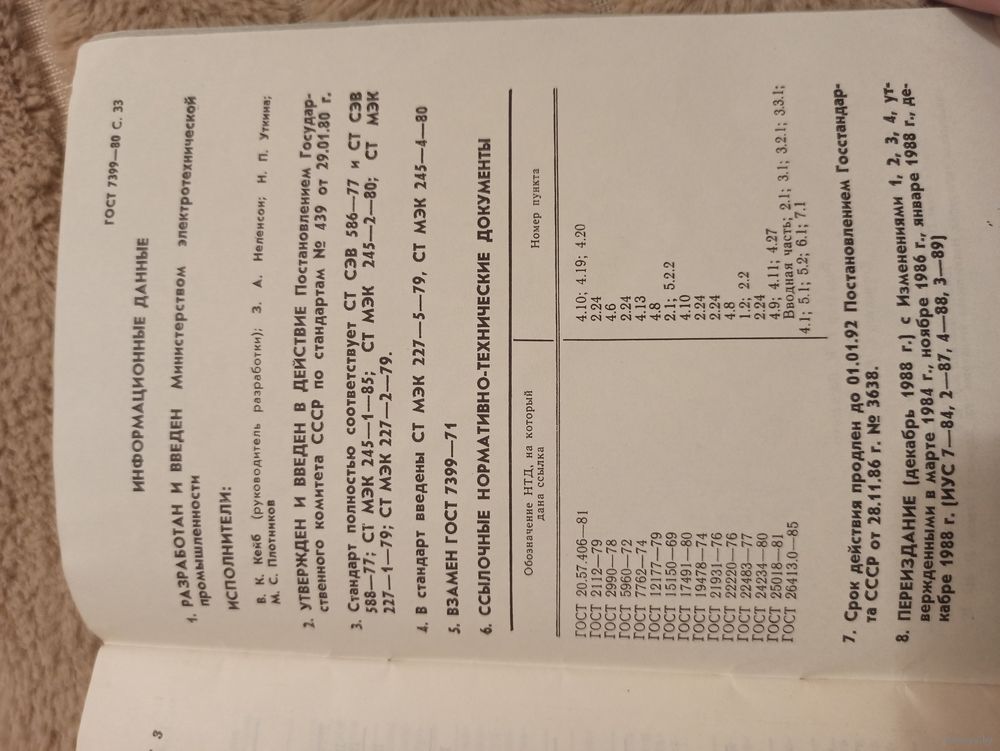 ГОСТ 7399—80 С. 33
ИНФОРМАЦИОННЫЕ ДАННЫЕ
1. РАЗРАБОТАН И ВВЕДЕН Министерством электротехнической
промышленности
ИСПОЛНИТЕЛИ:
В. К. Кекб (руководитель разработки); З. А. Неленсон; Н. П. Уткина;
М. С. Плотников
2. УТВЕРЖДЕН И ВВЕДЕН В ДЕЙСТВИЕ Постановлением Государ-
ственного комитета СССР по стандартам № 439 от 29.01.80 г.
3. Стандарт полностью соответствует СТ СЭВ 586—77 и СТ СЭВ
588—77; СТ МЭК 245—1—85; СТ МЭК 245—2—80; СТ МЭК
227—1—79; СТ МЭК 227—2—79.
4. В стандарт введены СТ МЭК 227—5—79, СТ МЭК 245—4—80
5. ВЗАМЕН ГОСТ 7399—71
6. ССЫЛОЧНЫЕ НОРМАТИВНО-ТЕХНИЧЕСКИЕ ДОКУМЕНТЫ
Обозначение НТД, на который
дана ссылка
Номер пункта
ГОСТ 20.57.406—81 4.10; 4.19; 4.20
ГОСТ 2112—79 2.24
ГОСТ 2990—78 4.6
ГОСТ 5960—72 2.24
ГОСТ 7762—74 4.13
ГОСТ 12177—79 4.8
ГОСТ 15150—69 2.1; 5.2.2
ГОСТ 17491—80 4.10
ГОСТ 19478—74 2.24
ГОСТ 21931—76 2.24
ГОСТ 22220—76 4.8
ГОСТ 22483—77 1.2; 2.2
ГОСТ 24234—80 2.24
ГОСТ 25018—81 4.9; 4.11; 4.27
ГОСТ 26413.0—85 Вводная часть; 2.1; 3.1; 3.2.1; 3.3.1;
4.1; 5.1; 5.2; 6.1; 7.1
7. Срок действия продлен до 01.01.92 Постановлением Госстандар-
та СССР от 28.11.86 г. № 3638.
8. ПЕРЕИЗДАНИЕ (декабрь 1988 г.) с Изменениями 1, 2, 3, 4, ут-
вержденными в марте 1984 г., ноябре 1986 г., январе 1988 г., де-
кабре 1988 г. (ИУС 7—84, 2—87, 4—88, 3—89)
3